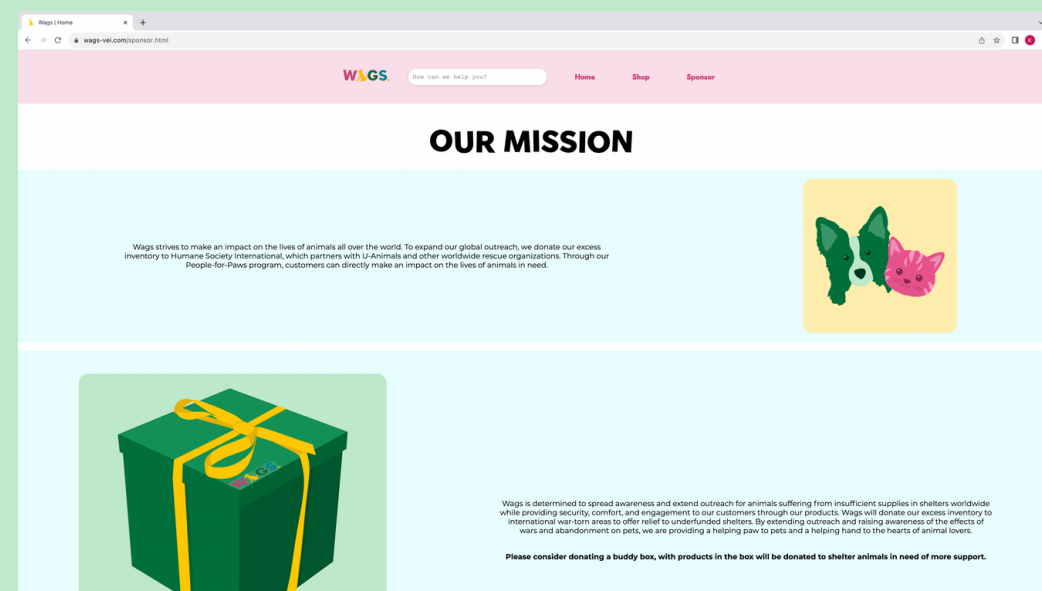 Wags | Home
wags-vei.com/sponsor.html
K
WAGS.
How can we help you?
Home
Shop
Sponsor
OUR MISSION
Wags strives to make an impact on the lives of animals all over the world. To expand our global outreach, we donate our excess
inventory to Humane Society International, which partners with U-Animals and other worldwide rescue organizations. Through our
People-for-Paws program, customers can directly make an impact on the lives of animals in need.
WAGS.
Wags is determined to spread awareness and extend outreach for animals suffering from insufficient supplies in shelters worldwide
while providing security, comfort, and engagement to our customers through our products. Wags will donate our excess inventory to
international war-torn areas to offer relief to underfunded shelters. By extending outreach and raising awareness of the effects of
wars and abandonment on pets, we are providing a helping paw to pets and a helping hand to the hearts of animal lovers.
Please consider donating a buddy box, with products in the box will be donated to shelter animals in need of more support.